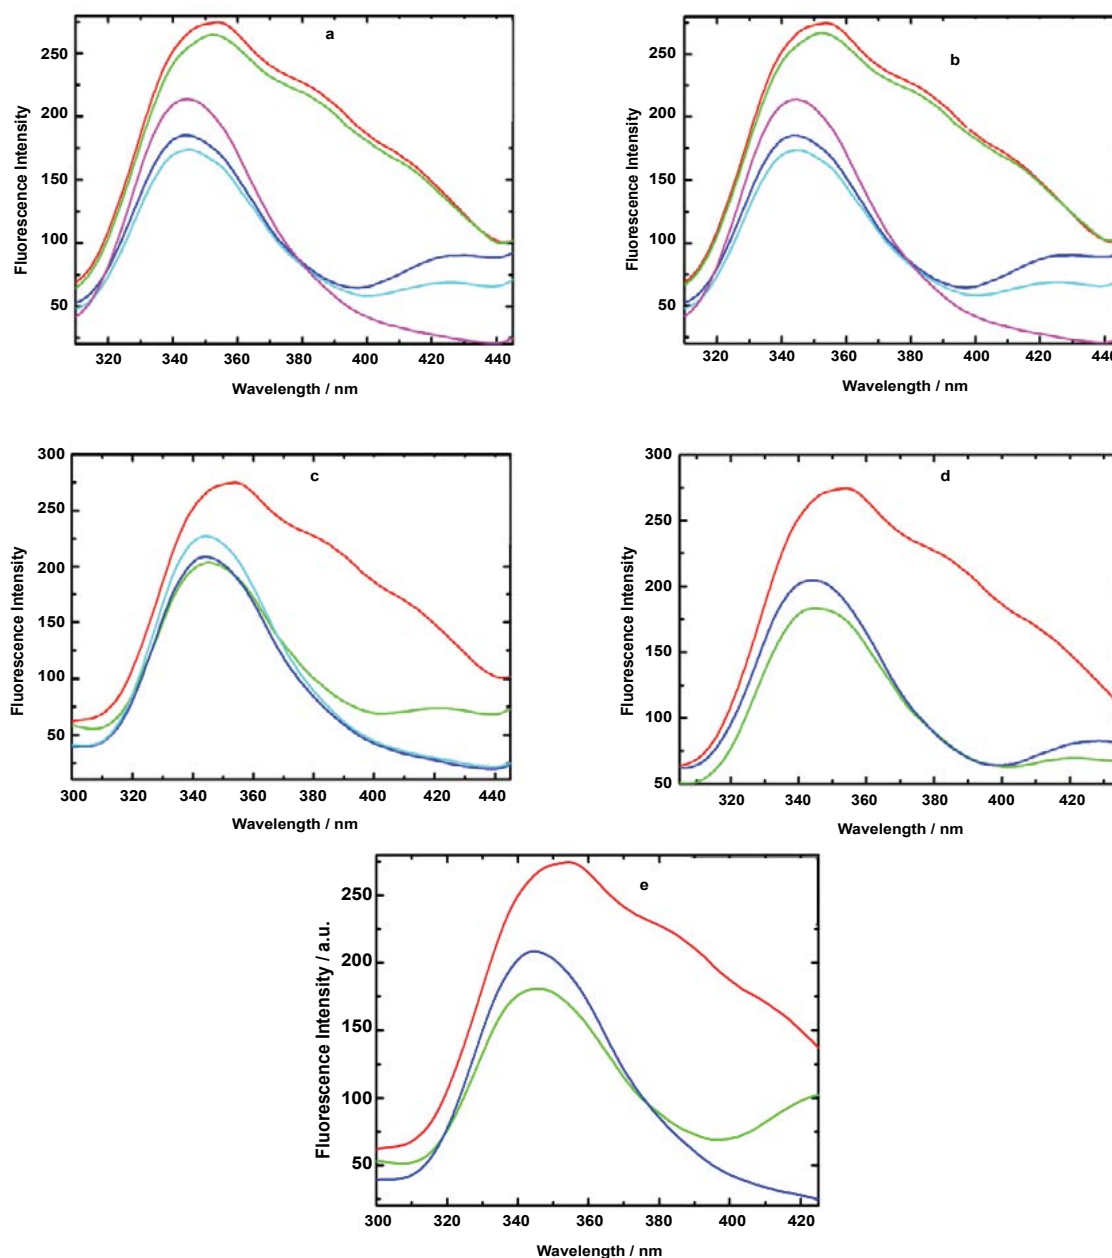 a
250
200
150
100
50
Fluorescence Intensity
320 340 360 380 400 420 440
Wavelength / nm
b
250
200
150
100
50
Fluorescence Intensity
320 340 360 380 400 420 440
Wavelength / nm
c
300
250
200
150
100
50
Fluorescence Intensity
300 320 340 360 380 400 420 440
Wavelength / nm
d
300
250
200
150
100
50
Fluorescence Intensity
320 340 360 380 400 420
Wavelength / nm
e
250
200
150
100
50
Fluorescence Intensity / a.u.
300 320 340 360 380 400 420
Wavelength / nm